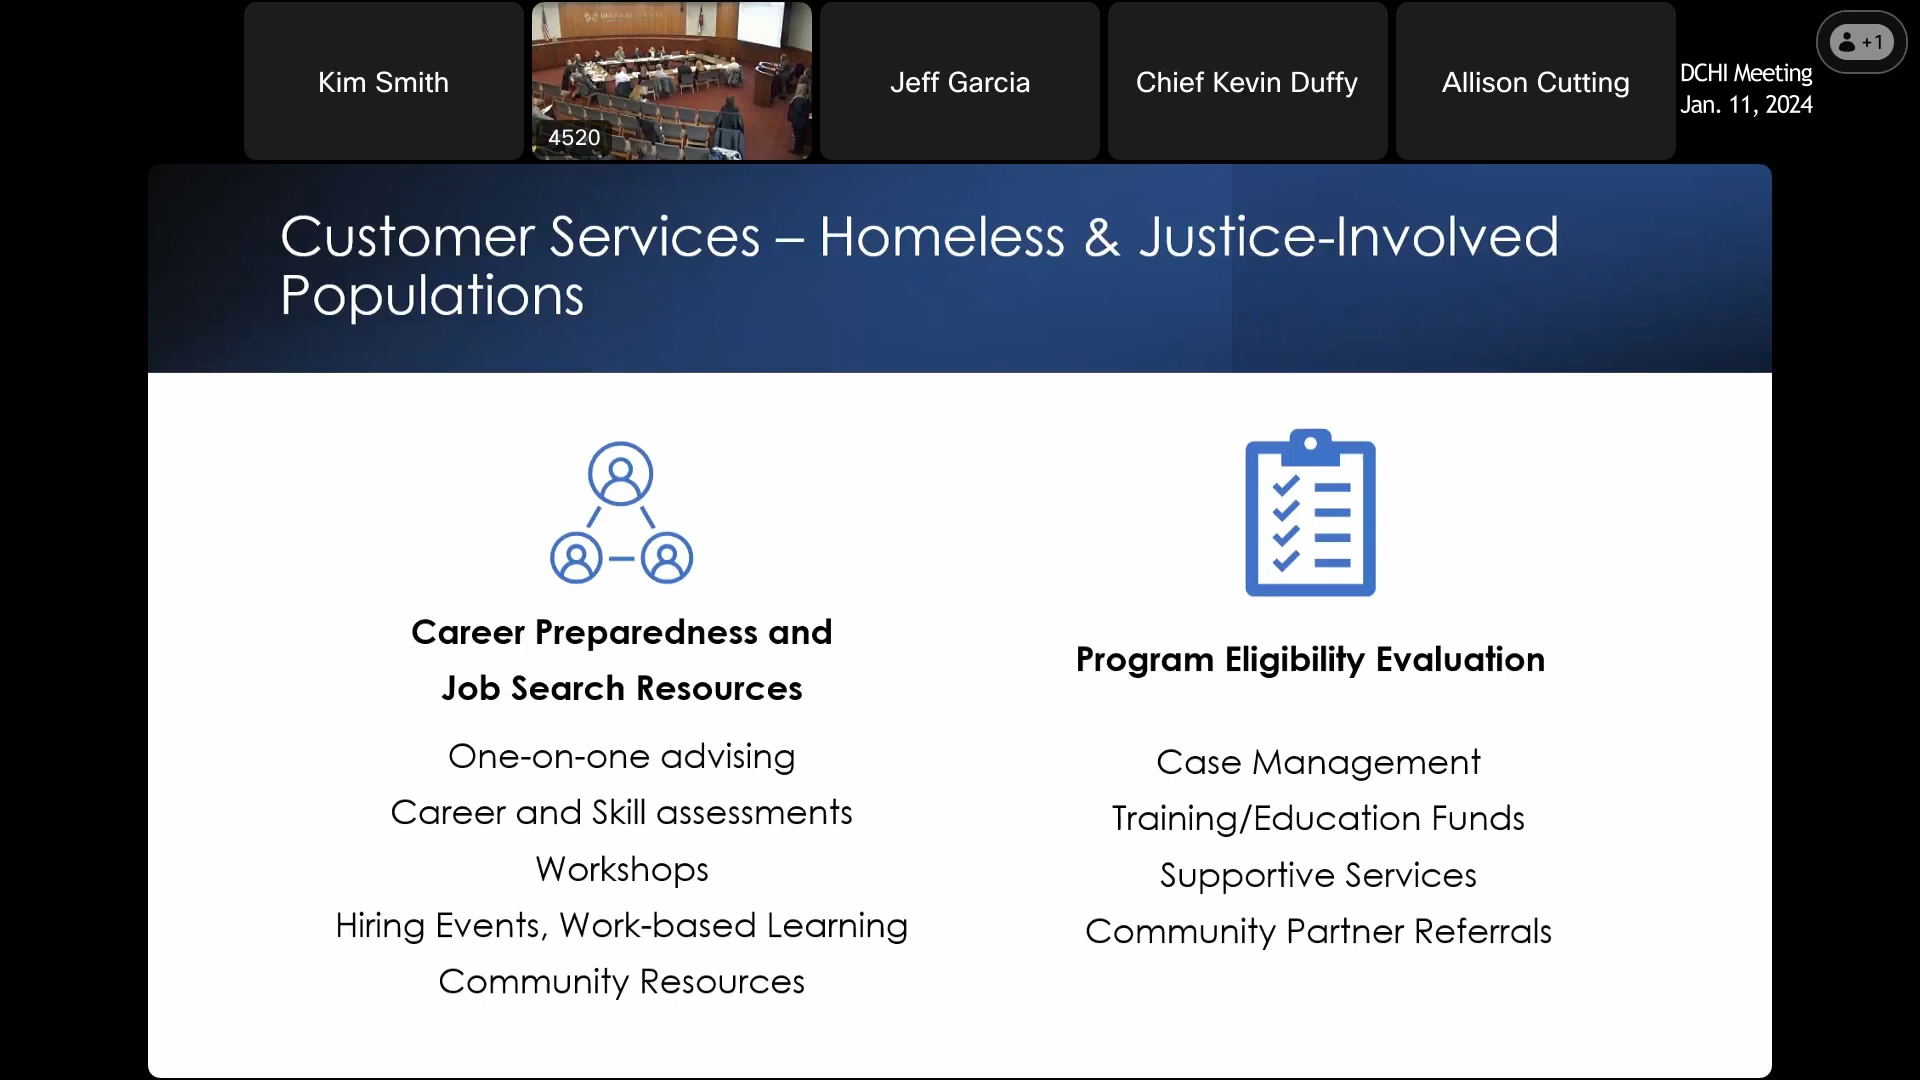 Kim Smith
DOUGLAS COUNTY
4520
Jeff Garcia
Chief Kevin Duffy
Allison Cutting
DCHI Meeting
Jan. 11, 2024
+1
Customer Services – Homeless & Justice-Involved
Populations
Career Preparedness and
Job Search Resources
One-on-one advising
Career and Skill assessments
Workshops
Hiring Events, Work-based Learning
Community Resources
Program Eligibility Evaluation
Case Management
Training/Education Funds
Supportive Services
Community Partner Referrals